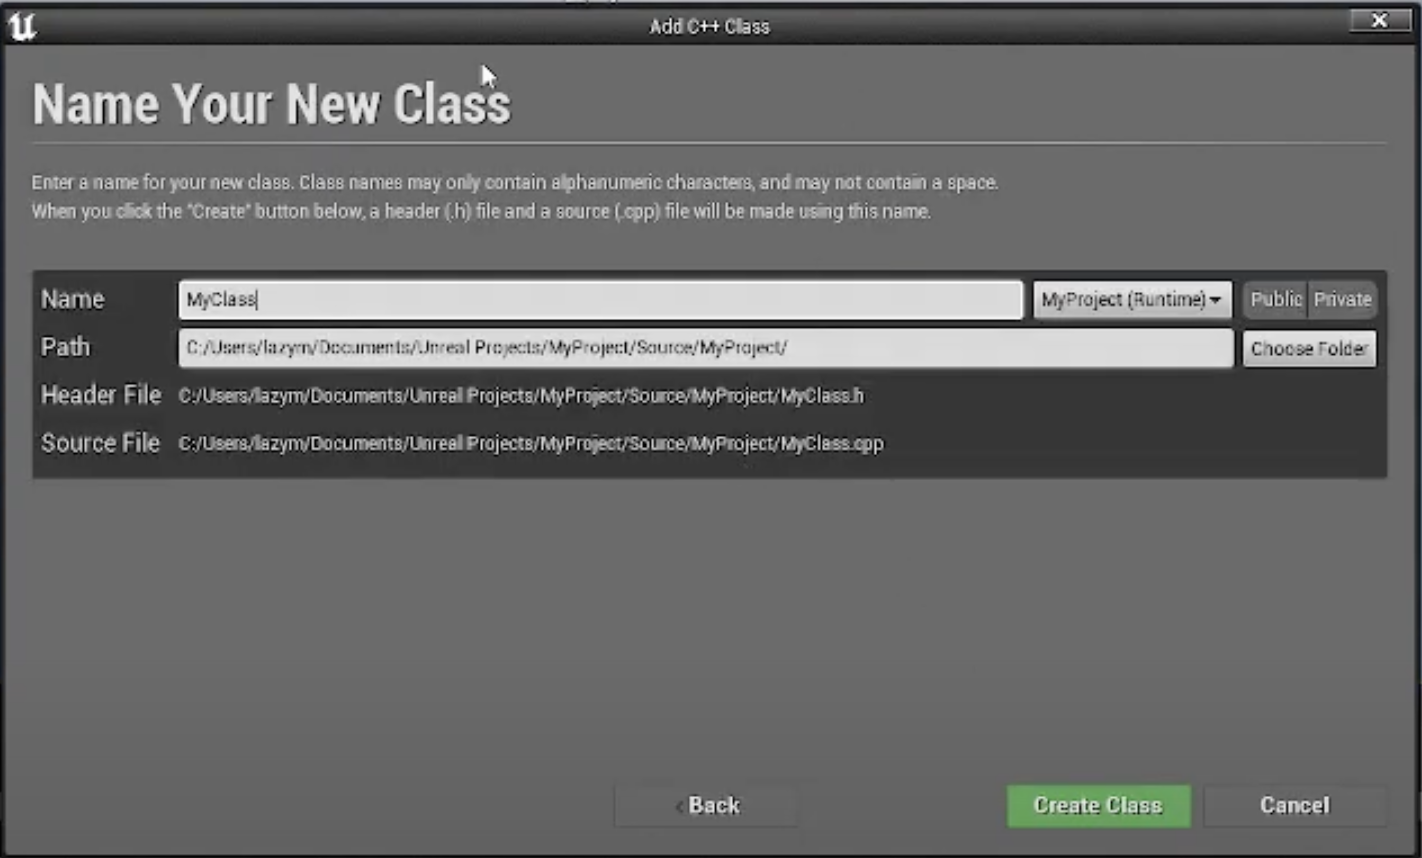 Add C++ Class
Name Your New Class
Enter a name for your new class. Class names may only contain alphanumeric characters, and may not contain a space.
When you click the "Create" button below, a header (.h) file and a source (.cpp) file will be made using this name.
Name MyClass MyProject (Runtime) Public Private
Path C:/Users/lazym/Documents/Unreal Projects/MyProject/Source/MyProject/ Choose Folder
Header File C:/Users/lazym/Documents/Unreal Projects/MyProject/Source/MyProject/MyClass.h
Source File C:/Users/lazym/Documents/Unreal Projects/MyProject/Source/MyProject/MyClass.cpp
Back Create Class Cancel